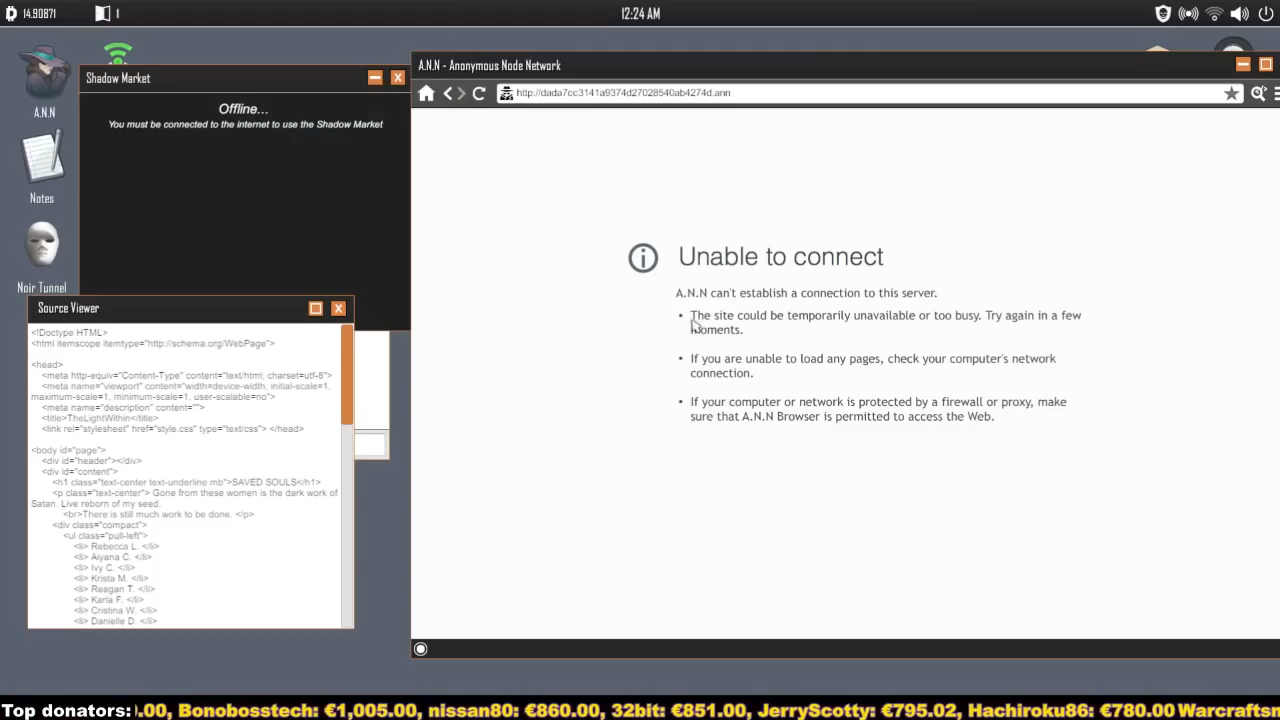 14.90871
1
12:24 AM
A.N.N
Notes
Noir Tunnel
Shadow Market
Offline...
You must be connected to the internet to use the Shadow Market
Source Viewer
<!Doctype HTML>
<html itemscope itemtype="http://schema.org/WebPage">
<head>
<meta http-equiv="Content-Type" content="text/html; charset=utf-8">
<meta name="viewport" content="width=device-width, initial-scale=1,
maximum-scale=1, minimum-scale=1, user-scalable=no">
<meta name="description" content="">
<title>TheLightWithin</title>
<link rel="stylesheet" href="style.css" type="text/css"> </head>
<body id="page">
<div id="header"></div>
<div id="content">
<h1 class="text-center text-underline mb">SAVED SOULS</h1>
<p class="text-center"> Gone from these women is the dark work of
Satan. Live reborn of my seed.
<br>There is still much work to be done. </p>
<div class="compact">
<ul class="pull-left">
<li> Rebecca L. </li>
<li> Aiyana C. </li>
<li> Ivy C. </li>
<li> Krista M. </li>
<li> Reagan T. </li>
<li> Karla F. </li>
<li> Cristina W. </li>
<li> Danielle D. </li>
A.N.N - Anonymous Node Network
http://dada7cc3141a9374d27028540ab4274d.ann
Unable to connect
A.N.N can't establish a connection to this server.
• The site could be temporarily unavailable or too busy. Try again in a few
moments.
• If you are unable to load any pages, check your computer's network
connection.
• If your computer or network is protected by a firewall or proxy, make
sure that A.N.N Browser is permitted to access the Web.
Top donators: .00, Bonobosstech: €1,005.00, nissan80: €860.00, 32bit: €851.00, JerryScotty: €795.02, Hachiroku86: €780.00 Warcraftsm